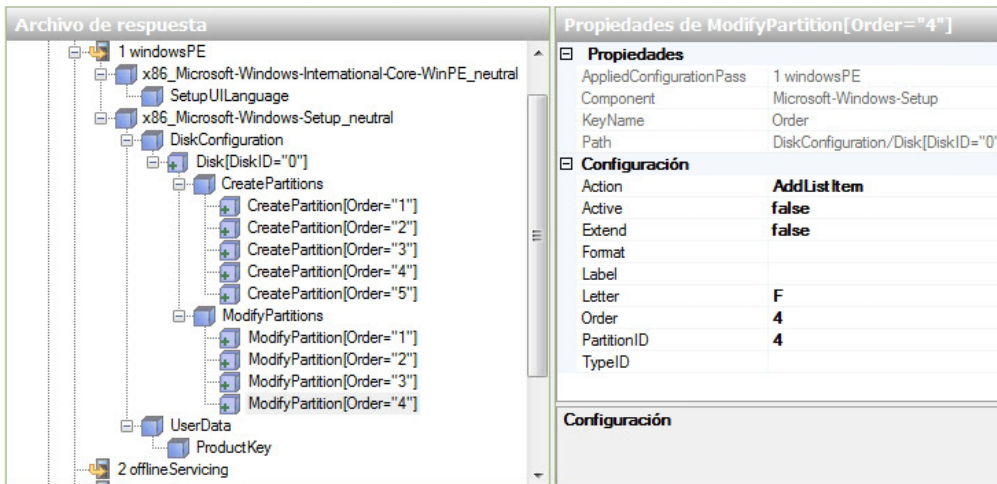 Archivo de respuesta
1 windowsPE
x86_Microsoft-Windows-International-Core-WinPE_neutral
SetupUILanguage
x86_Microsoft-Windows-Setup_neutral
DiskConfiguration
Disk[DiskID="0"]
CreatePartitions
CreatePartition[Order="1"]
CreatePartition[Order="2"]
CreatePartition[Order="3"]
CreatePartition[Order="4"]
CreatePartition[Order="5"]
ModifyPartitions
ModifyPartition[Order="1"]
ModifyPartition[Order="2"]
ModifyPartition[Order="3"]
ModifyPartition[Order="4"]
UserData
ProductKey
2 offlineServicing
Propiedades de ModifyPartition[Order="4"]
Propiedades
AppliedConfigurationPass 1 windowsPE
Component Microsoft-Windows-Setup
KeyName Order
Path DiskConfiguration/Disk[DiskID="0"
Configuración
Action AddListItem
Active false
Extend false
Format
Label
Letter F
Order 4
PartitionID 4
TypeID
Configuración